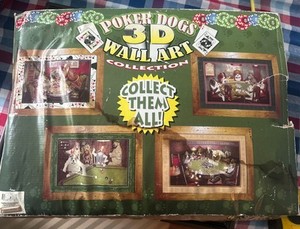 POKER DOGS
3D
WALL ART
COLLECTION
COLLECT
THEM
ALL!